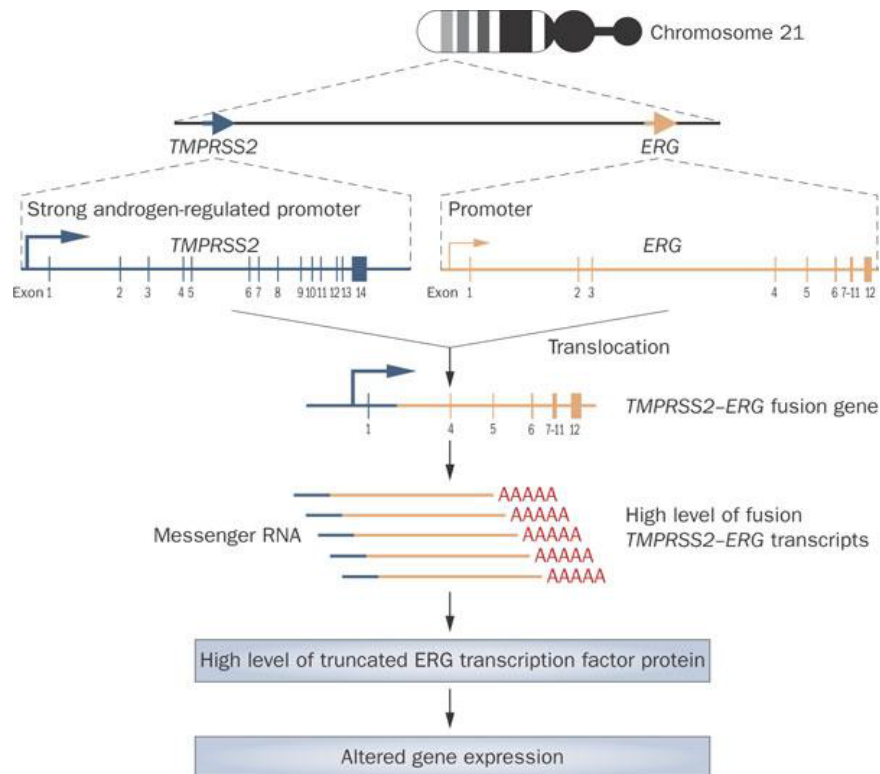 Chromosome 21
TMPRSS2 ERG
Strong androgen-regulated promoter
TMPRSS2
Exon 1 2 3 4 5 6 7 8 9 10 11 12 13 14
Promoter
ERG
Exon 1 2 3 4 5 6 7-11 12
Translocation
1 4 5 6 7-11 12
TMPRSS2–ERG fusion gene
Messenger RNA
AAAAA
AAAAA
AAAAA
AAAAA
AAAAA
High level of fusion
TMPRSS2–ERG transcripts
High level of truncated ERG transcription factor protein
Altered gene expression